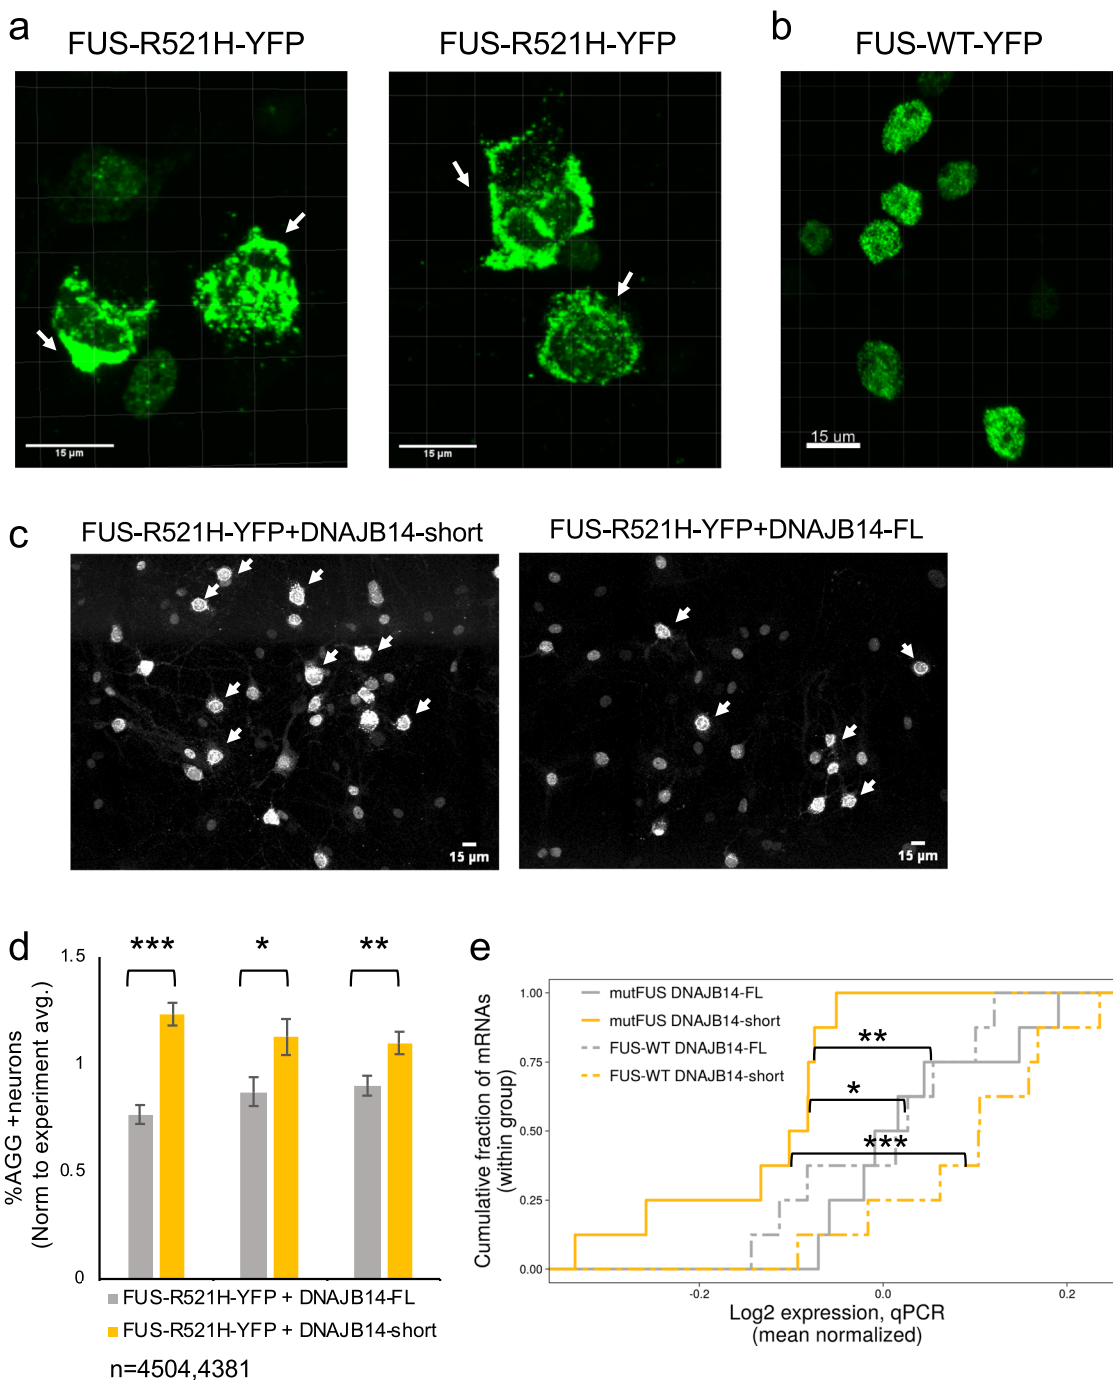 a
FUS-R521H-YFP
FUS-R521H-YFP
b
FUS-WT-YFP
15 µm
15 µm
15 um
c
FUS-R521H-YFP+DNAJB14-short
FUS-R521H-YFP+DNAJB14-FL
15 µm
15 µm
d
%AGG +neurons
(Norm to experiment avg.)
1.5
1
0.5
0
***
*
**
FUS-R521H-YFP + DNAJB14-FL
FUS-R521H-YFP + DNAJB14-short
n=4504,4381
e
Cumulative fraction of mRNAs
(within group)
1.00
0.75
0.50
0.25
0.00
mutFUS DNAJB14-FL
mutFUS DNAJB14-short
FUS-WT DNAJB14-FL
FUS-WT DNAJB14-short
**
*
***
-0.2
0.0
0.2
Log2 expression, qPCR
(mean normalized)